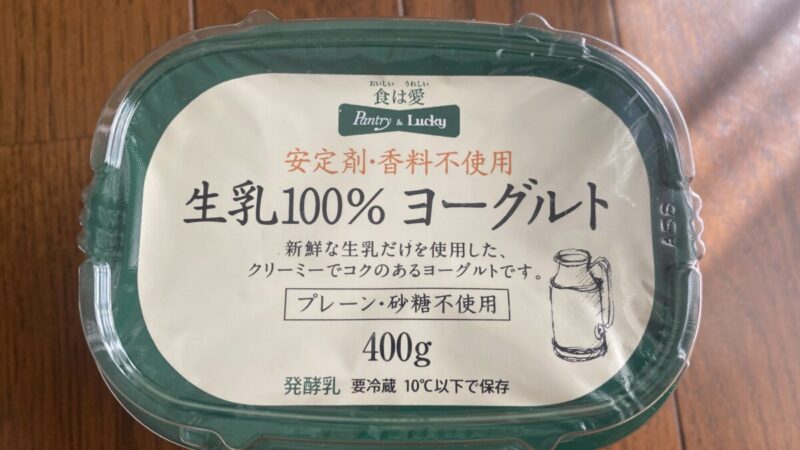 おいしい うれしい
食は愛
Pantry & Lucky
安定剤・香料不使用
生乳100% ヨーグルト
新鮮な生乳だけを使用した、
クリーミーでコクのあるヨーグルトです。
プレーン・砂糖不使用
400g
発酵乳 要冷蔵 10℃以下で保存
A56